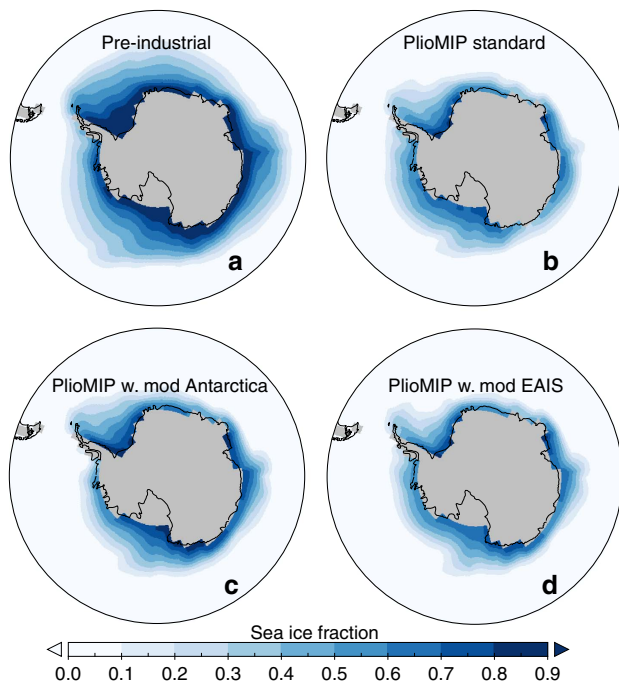 Pre-industrial
PlioMIP standard
a
b
PlioMIP w. mod Antarctica
PlioMIP w. mod EAIS
c
d
Sea ice fraction
0.0 0.1 0.2 0.3 0.4 0.5 0.6 0.7 0.8 0.9